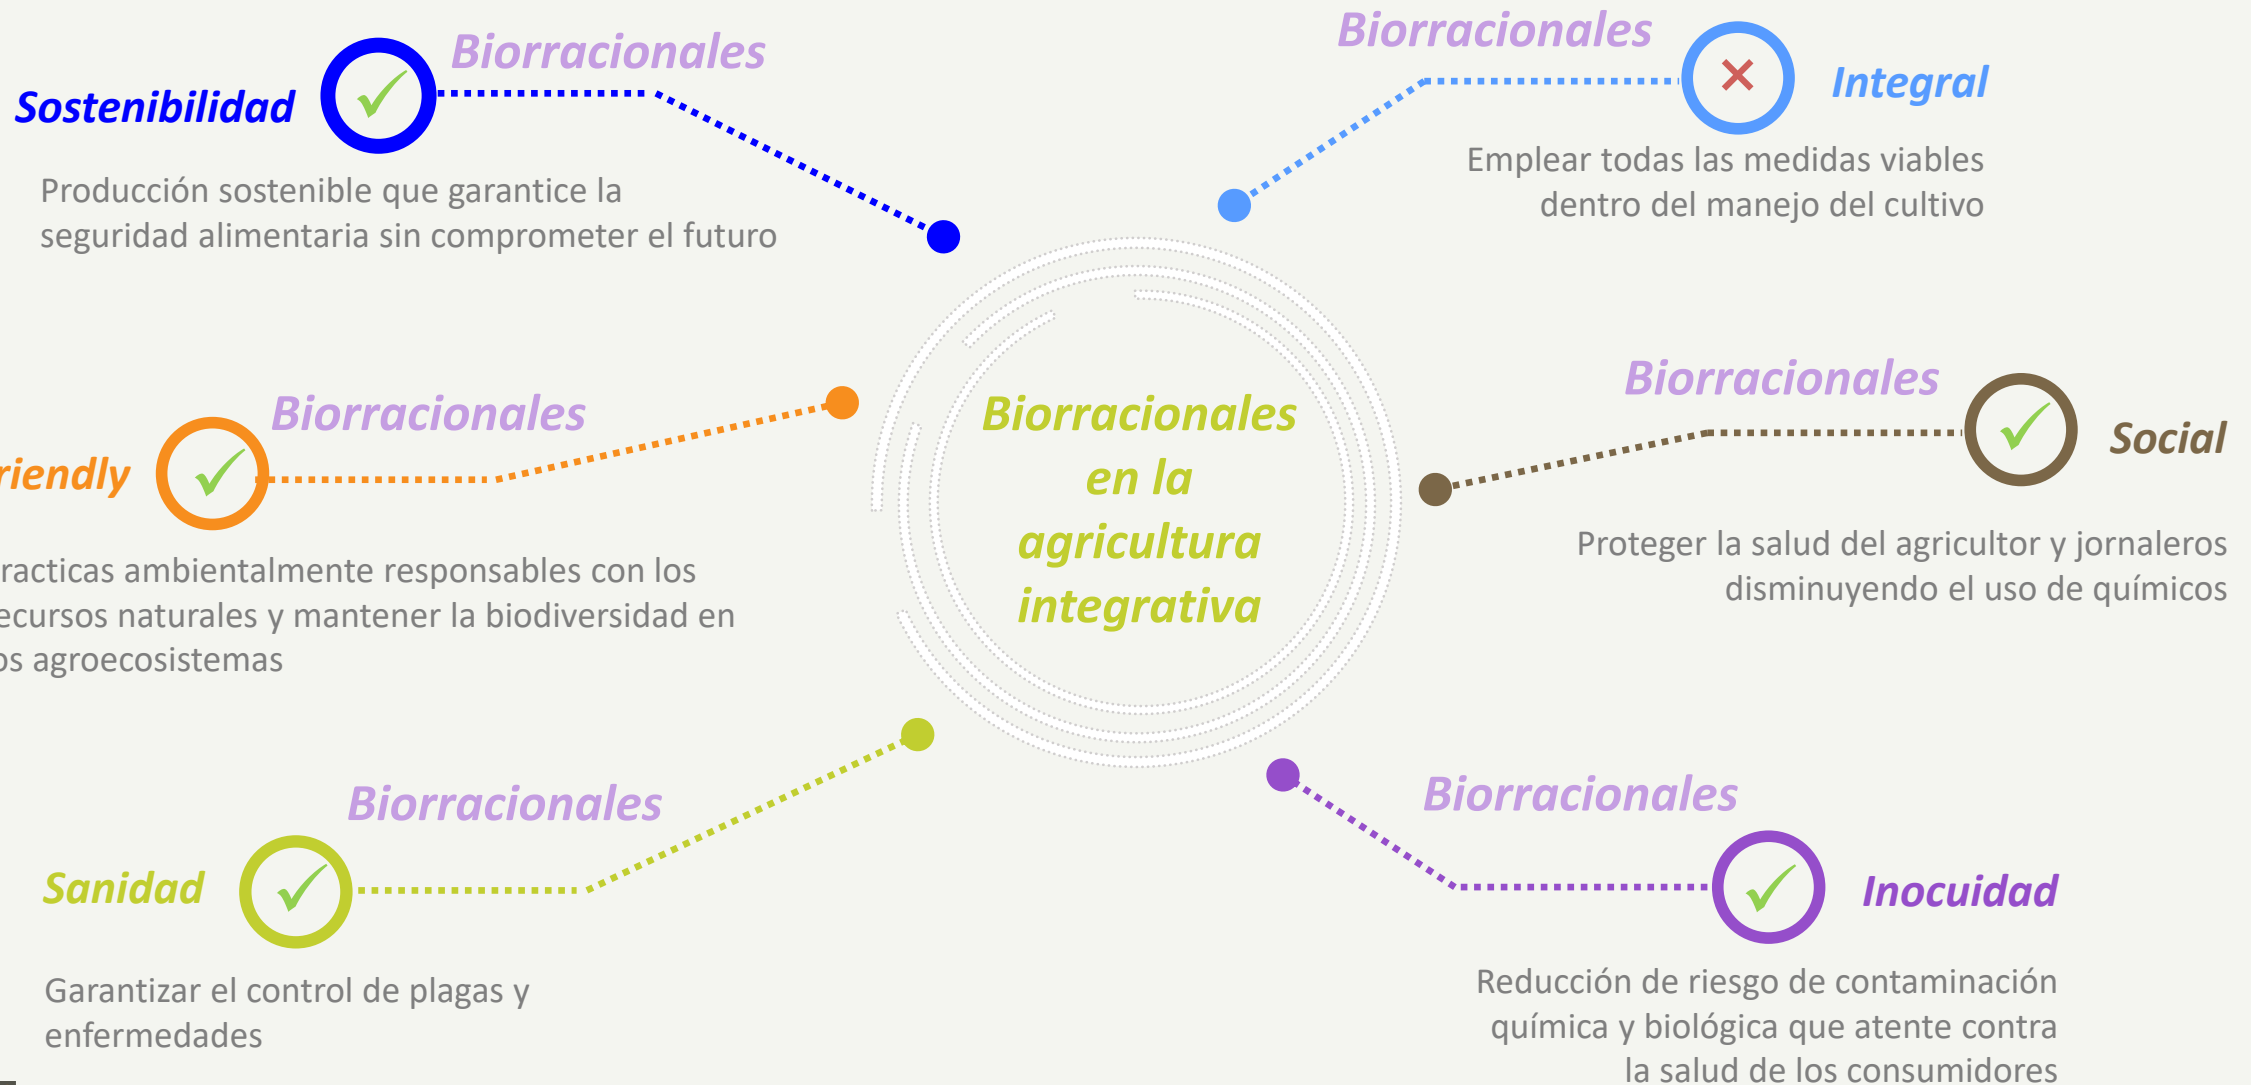 Biorracionales
Sostenibilidad
Producción sostenible que garantice la
seguridad alimentaria sin comprometer el futuro
Biorracionales
Integral
Emplear todas las medidas viables
dentro del manejo del cultivo
Biorracionales
riendly
racticas ambientalmente responsables con los
ecursos naturales y mantener la biodiversidad en
os agroecosistemas
Biorracionales
en la
agricultura
integrativa
Biorracionales
Social
Proteger la salud del agricultor y jornaleros
disminuyendo el uso de químicos
Biorracionales
Sanidad
Garantizar el control de plagas y
enfermedades
Biorracionales
Inocuidad
Reducción de riesgo de contaminación
química y biológica que atente contra
la salud de los consumidores